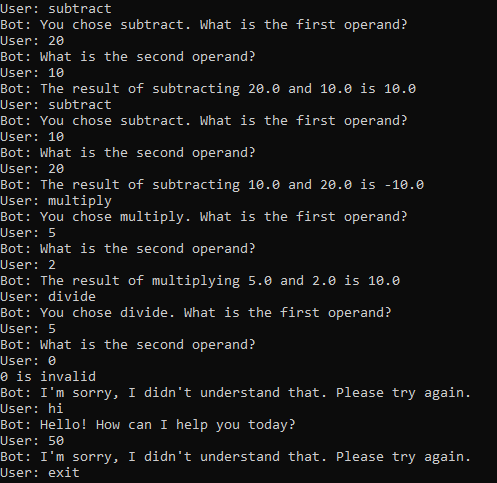 User: subtract
Bot: You chose subtract. What is the first operand?
User: 20
Bot: What is the second operand?
User: 10
Bot: The result of subtracting 20.0 and 10.0 is 10.0
User: subtract
Bot: You chose subtract. What is the first operand?
User: 10
Bot: What is the second operand?
User: 20
Bot: The result of subtracting 10.0 and 20.0 is -10.0
User: multiply
Bot: You chose multiply. What is the first operand?
User: 5
Bot: What is the second operand?
User: 2
Bot: The result of multiplying 5.0 and 2.0 is 10.0
User: divide
Bot: You chose divide. What is the first operand?
User: 5
Bot: What is the second operand?
User: 0
0 is invalid
Bot: I'm sorry, I didn't understand that. Please try again.
User: hi
Bot: Hello! How can I help you today?
User: 50
Bot: I'm sorry, I didn't understand that. Please try again.
User: exit